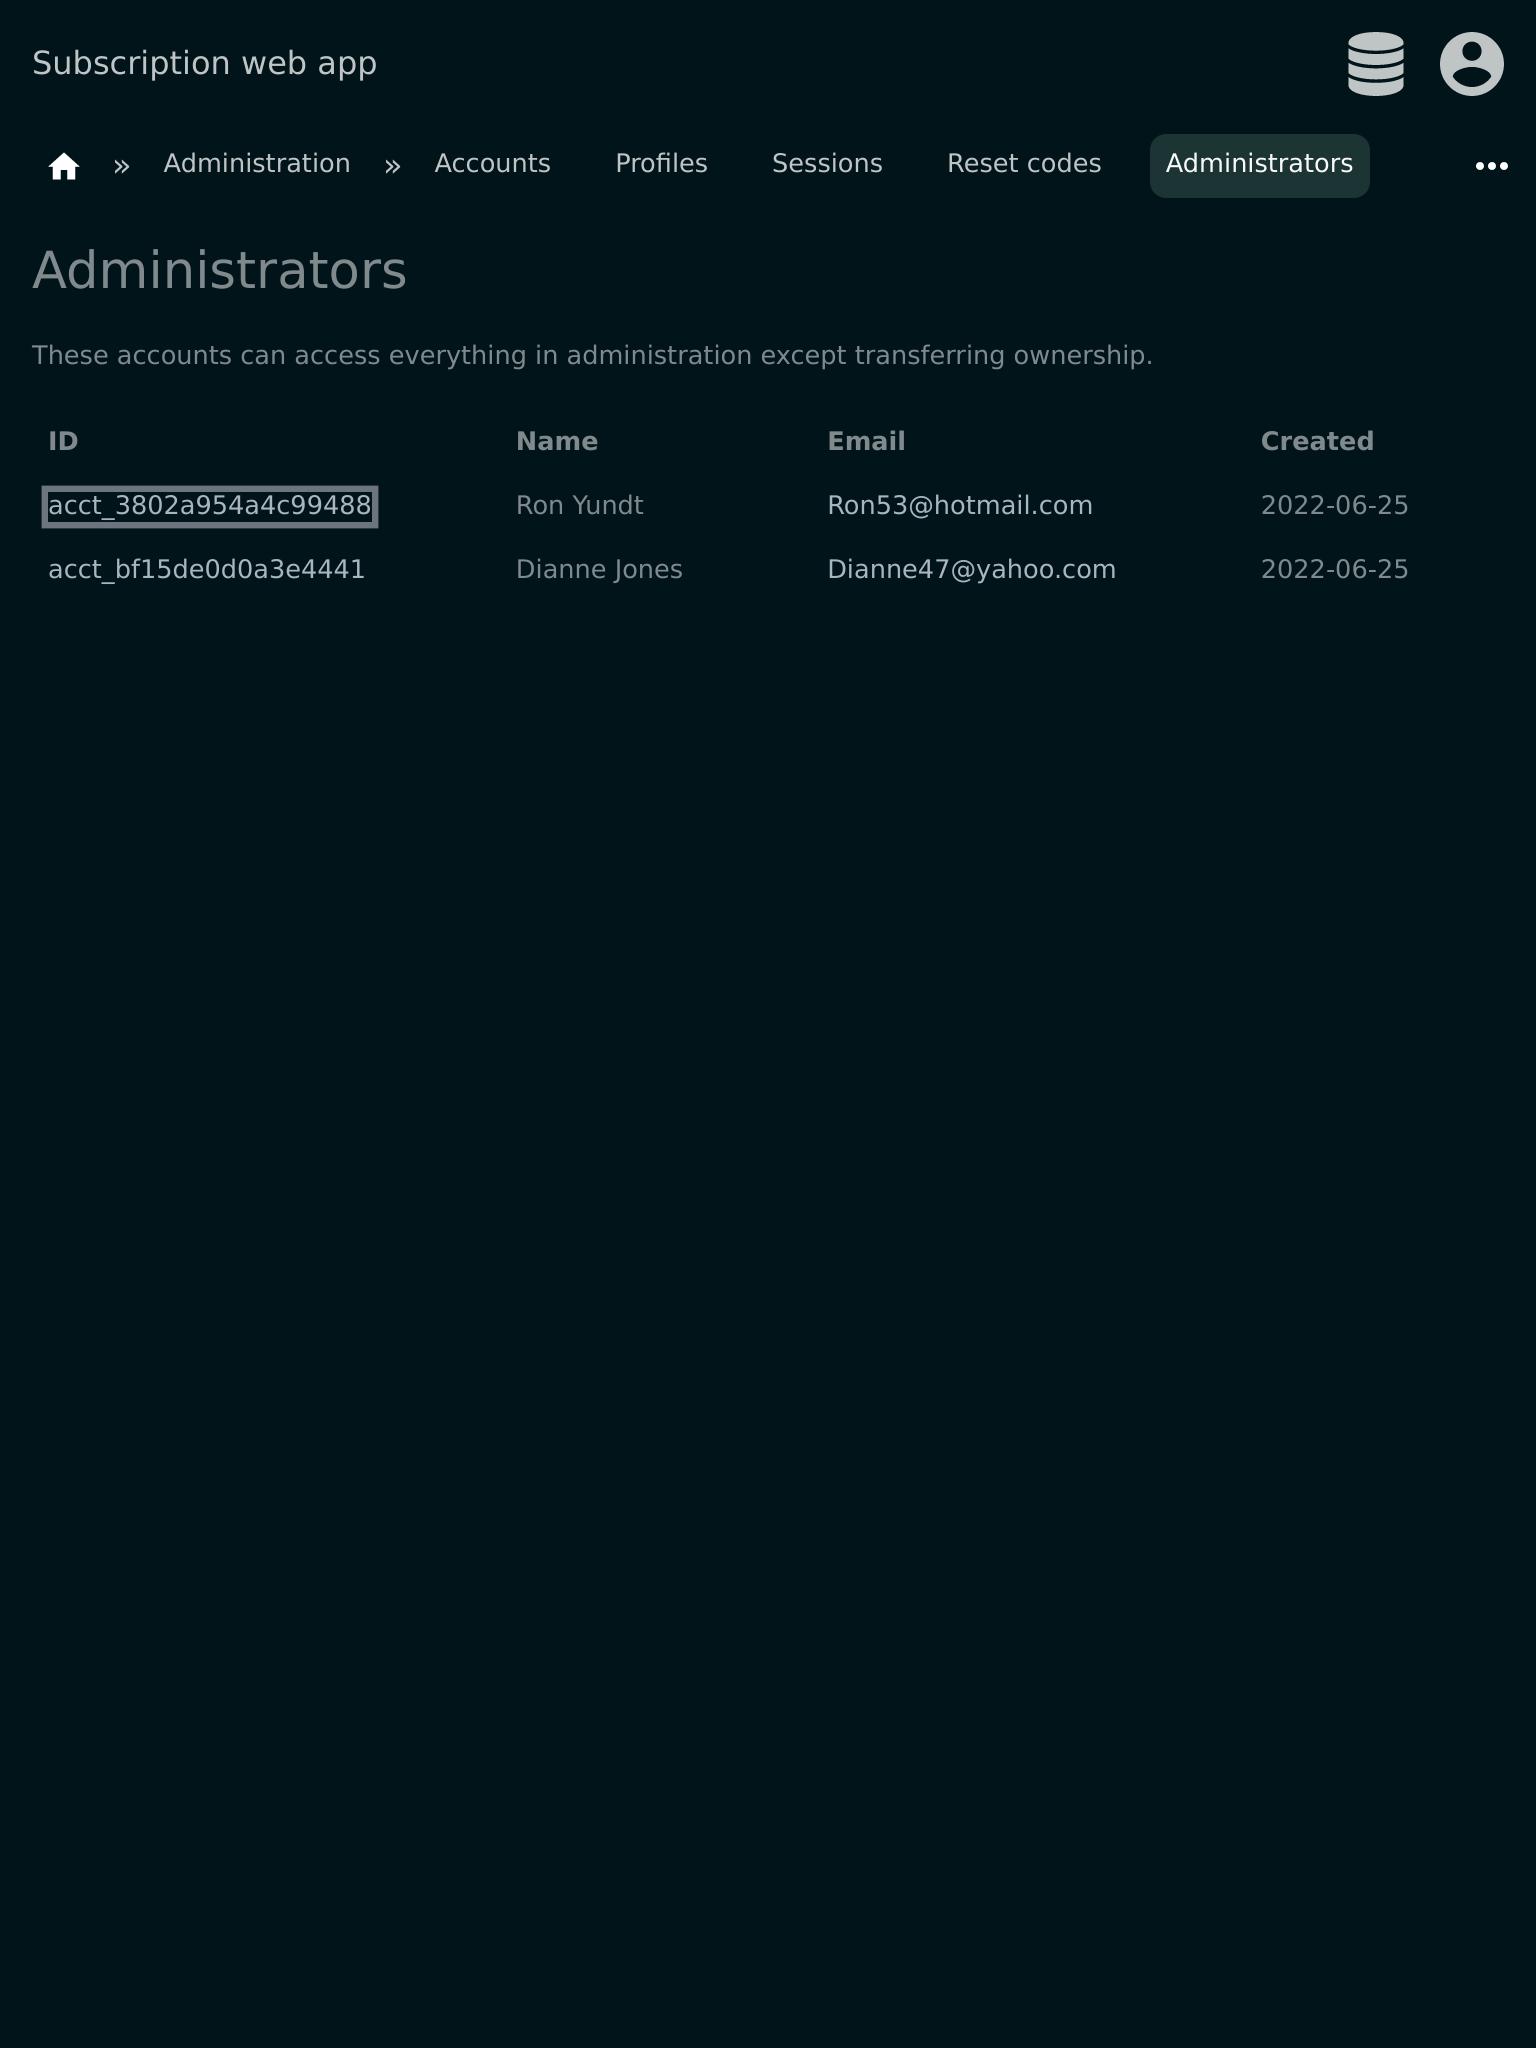 Subscription web app
» Administration » Accounts Profiles Sessions Reset codes Administrators
Administrators
These accounts can access everything in administration except transferring ownership.
ID Name Email Created
acct_3802a954a4c99488 Ron Yundt Ron53@hotmail.com 2022-06-25
acct_bf15de0d0a3e4441 Dianne Jones Dianne47@yahoo.com 2022-06-25